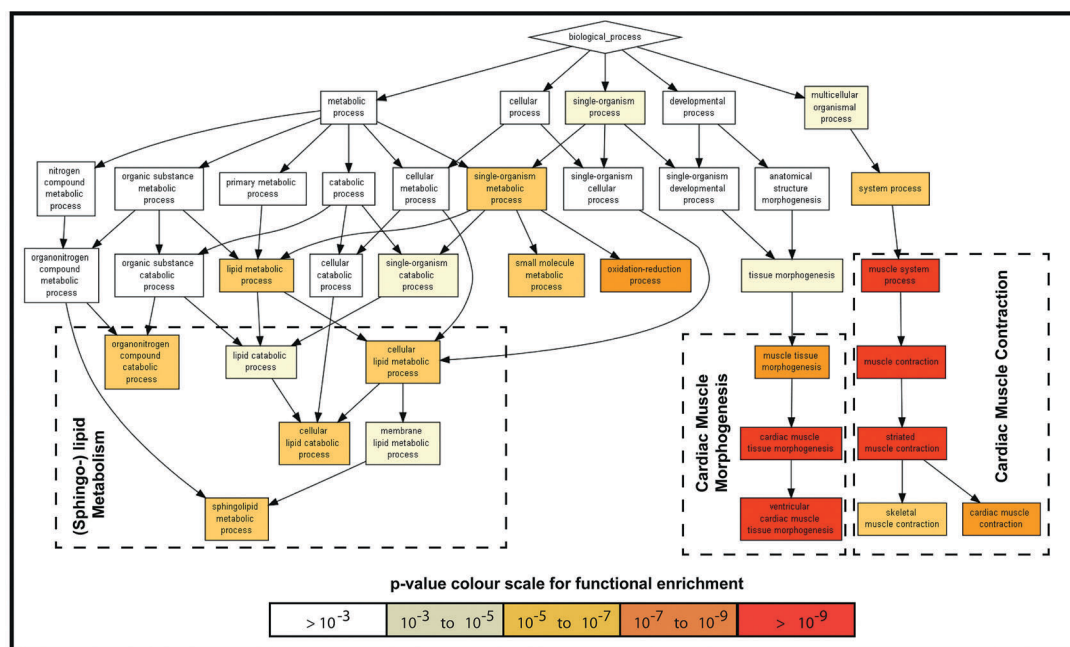 biological_process
metabolic
process
cellular
process
single-organism
process
developmental
process
multicellular
organismal
process
nitrogen
compound
metabolic
process
organic substance
metabolic
process
primary metabolic
process
catabolic
process
cellular
metabolic
process
single-organism
metabolic
process
single-organism
cellular
process
single-organism
developmental
process
anatomical
structure
morphogenesis
system process
organonitrogen
compound
metabolic
process
organic substance
catabolic
process
lipid metabolic
process
cellular
catabolic
process
single-organism
catabolic
process
small molecule
metabolic
process
oxidation-reduction
process
tissue morphogenesis
muscle system
process
organonitrogen
compound
catabolic
process
lipid catabolic
process
cellular
lipid metabolic
process
muscle tissue
morphogenesis
muscle contraction
cellular
lipid catabolic
process
membrane
lipid metabolic
process
cardiac muscle
tissue morphogenesis
striated
muscle contraction
sphingolipid
metabolic
process
ventricular
cardiac muscle
tissue morphogenesis
skeletal
muscle contraction
cardiac muscle
contraction
(Sphingo-) lipid
Metabolism
Cardiac Muscle
Morphogenesis
Cardiac Muscle Contraction
p-value colour scale for functional enrichment
> 10⁻³
10⁻³ to 10⁻⁵
10⁻⁵ to 10⁻⁷
10⁻⁷ to 10⁻⁹
> 10⁻⁹